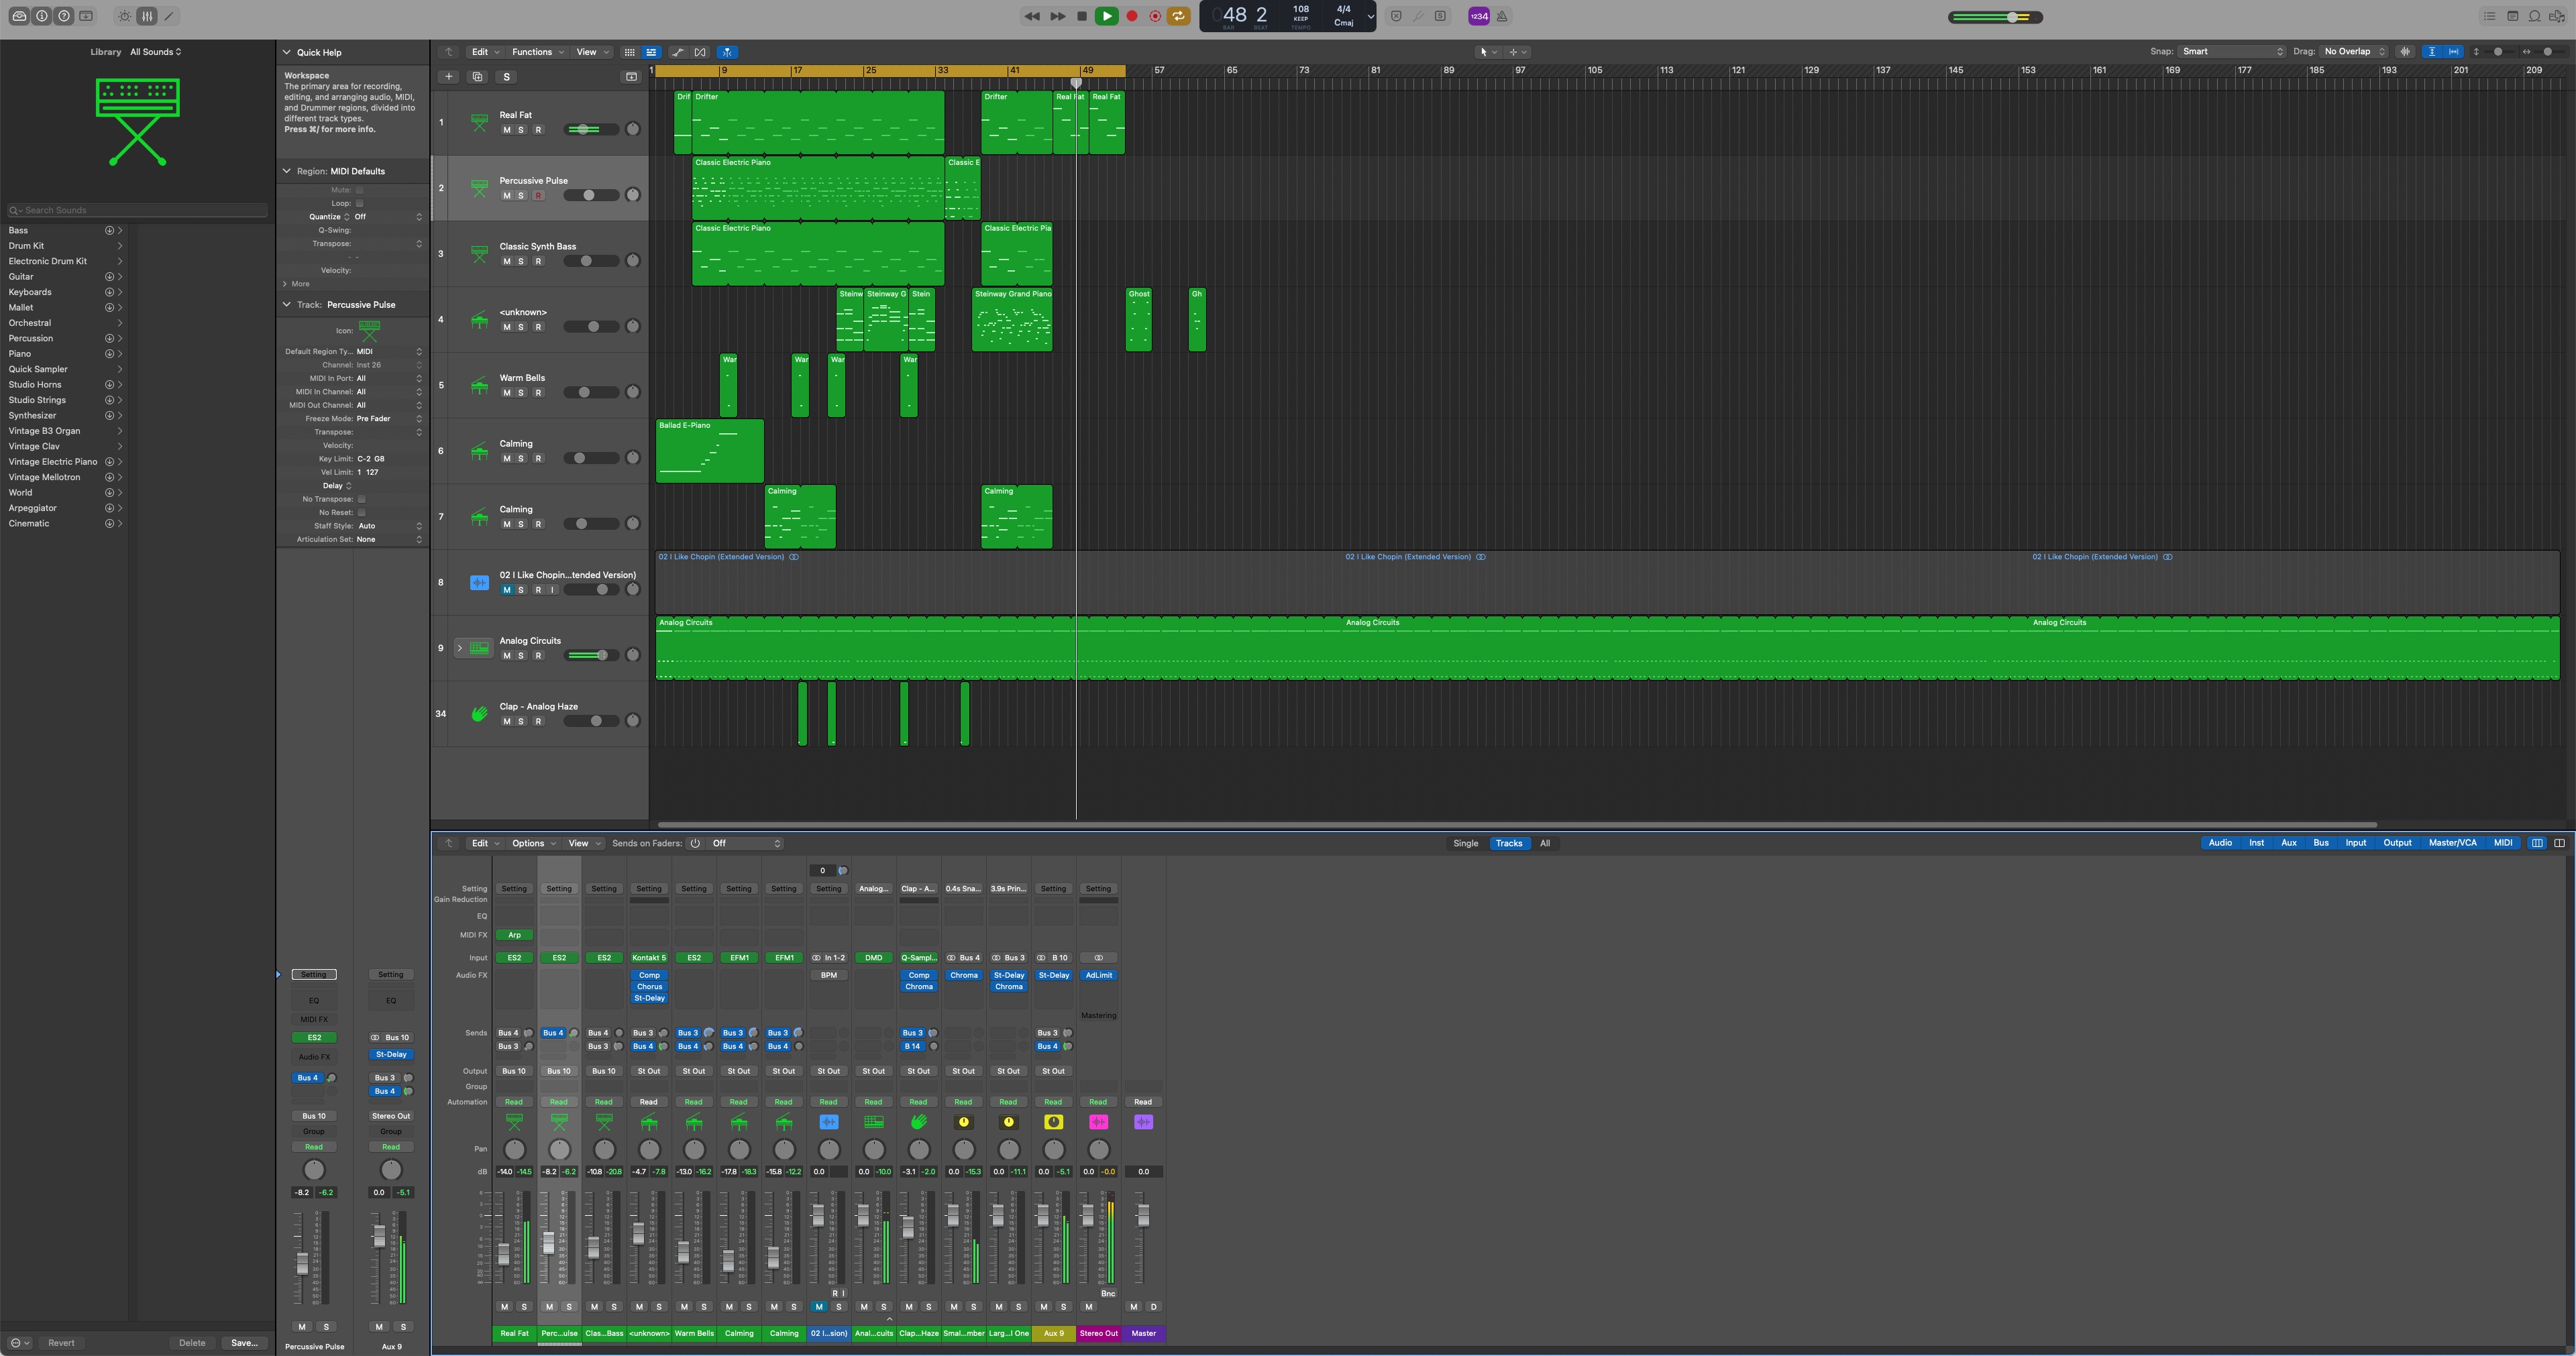 048 2
BAR BEAT
108
KEEP
TEMPO
4/4
Cmaj
1234
Library All Sounds
Search Sounds
Bass
Drum Kit
Electronic Drum Kit
Guitar
Keyboards
Mallet
Orchestral
Percussion
Piano
Quick Sampler
Studio Horns
Studio Strings
Synthesizer
Vintage B3 Organ
Vintage Clav
Vintage Electric Piano
Vintage Mellotron
World
Arpeggiator
Cinematic
Revert Delete Save...
Quick Help
Workspace
The primary area for recording,
editing, and arranging audio, MIDI,
and Drummer regions, divided into
different track types.
Press ⌘/ for more info.
Region: MIDI Defaults
Mute:
Loop:
Quantize Off
Q-Swing:
Transpose:
Velocity:
More
Track: Percussive Pulse
Icon:
Default Region Ty... MIDI
Channel: Inst 26
MIDI In Port: All
MIDI In Channel: All
MIDI Out Channel: All
Freeze Mode: Pre Fader
Transpose:
Velocity:
Key Limit: C-2 G8
Vel Limit: 1 127
Delay
No Transpose:
No Reset:
Staff Style: Auto
Articulation Set: None
Setting Setting
EQ EQ
MIDI FX
ES2 Bus 10
Audio FX St-Delay
Bus 4 Bus 3
Bus 4
Bus 10 Stereo Out
Group Group
Read Read
-8.2 -6.2 0.0 -5.1
M S M S
Percussive Pulse Aux 9
Edit Functions View
Snap: Smart Drag: No Overlap
S
1 9 17 25 33 41 49 57 65 73 81 89 97 105 113 121 129 137 145 153 161 169 177 185 193 201 209
1 Real Fat
M S R
Drif Drifter Drifter Real Fat Real Fat
2 Percussive Pulse
M S R
Classic Electric Piano Classic E
3 Classic Synth Bass
M S R
Classic Electric Piano Classic Electric Pia
4 <unknown>
M S R
Steinw Steinway G Stein Steinway Grand Piano Ghost Gh
5 Warm Bells
M S R
War War War War
6 Calming
M S R
Ballad E-Piano
7 Calming
M S R
Calming Calming
8 02 I Like Chopin...tended Version)
M S R I
02 I Like Chopin (Extended Version) 02 I Like Chopin (Extended Version) 02 I Like Chopin (Extended Version)
9 Analog Circuits
M S R
Analog Circuits Analog Circuits Analog Circuits
34 Clap - Analog Haze
M S R
Edit Options View Sends on Faders: Off
Single Tracks All
Audio Inst Aux Bus Input Output Master/VCA MIDI
0
Setting Setting Setting Setting Setting Setting Setting Setting Setting Analog... Clap - A... 0.4s Sna... 3.9s Prin... Setting Setting
Gain Reduction
EQ
MIDI FX Arp
Input ES2 ES2 ES2 Kontakt 5 ES2 EFM1 EFM1 In 1-2 DMD Q-Sampl... Bus 4 Bus 3 B 10
Audio FX Comp BPM Comp Chroma St-Delay St-Delay AdLimit
Chorus Chroma Chroma
St-Delay
Mastering
Sends Bus 4 Bus 4 Bus 4 Bus 3 Bus 3 Bus 3 Bus 3 Bus 3 Bus 3
Bus 3 Bus 3 Bus 4 Bus 4 Bus 4 Bus 4 B 14 Bus 4
Output Bus 10 Bus 10 Bus 10 St Out St Out St Out St Out St Out St Out St Out St Out St Out St Out
Group
Automation Read Read Read Read Read Read Read Read Read Read Read Read Read Read Read
Pan
dB -14.0 -14.5 -8.2 -6.2 -10.8 -20.8 -4.7 -7.8 -13.0 -16.2 -17.8 -18.3 -15.8 -12.2 0.0 0.0 -10.0 -3.1 -2.0 0.0 -15.3 0.0 -11.1 0.0 -5.1 0.0 -0.0 0.0
R I Bnc
M S M S M S M S M S M S M S M S M S M S M S M S M S M M D
Real Fat Perc...ulse Clas...Bass <unknown> Warm Bells Calming Calming 02 I...sion) Anal...cuits Clap...Haze Smal...mber Larg...l One Aux 9 Stereo Out Master